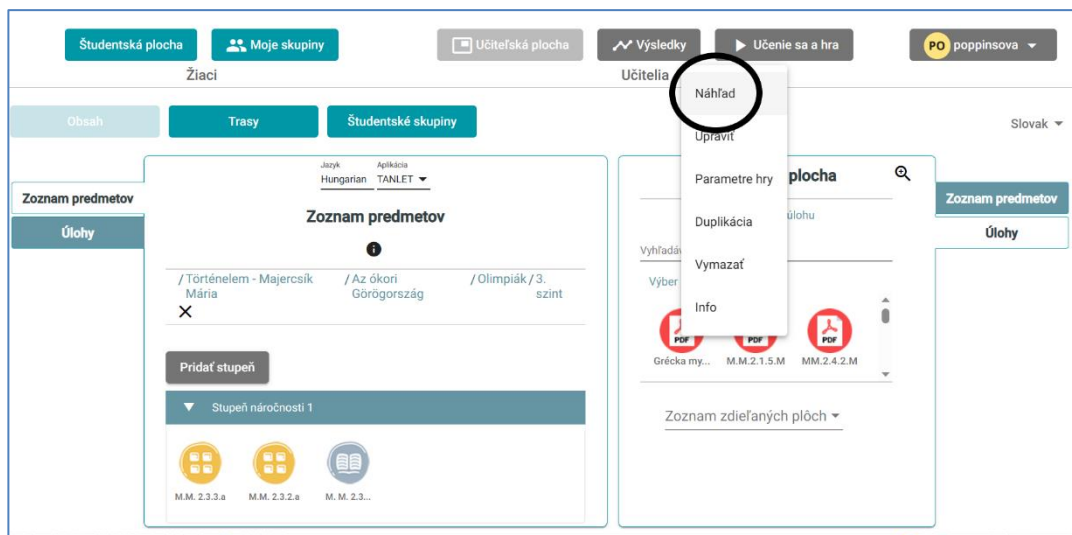 Študentská plocha
Moje skupiny
Učiteľská plocha
Výsledky
Učenie sa a hra
PO poppinsova
Žiaci
Učitelia
Obsah
Trasy
Študentské skupiny
Slovak
Náhľad
Upraviť
Parametre hry
Duplikácia
Vymazať
Info
Zoznam predmetov
Úlohy
Jazyk
Aplikácia
Hungarian
TANLET
Zoznam predmetov
/ Történelem - Majercsík Mária
/ Az ókori Görögország
/ Olimpiák / 3. szint
Pridať stupeň
Stupeň náročnosti 1
M.M. 2.3.3.a
M.M. 2.3.2.a
M. M. 2.3...
plocha
úlohu
Výber
PDF
PDF
PDF
Grécka my...
M.M.2.1.5.M
MM.2.4.2.M
Zoznam zdieľaných plôch
Zoznam predmetov
Úlohy